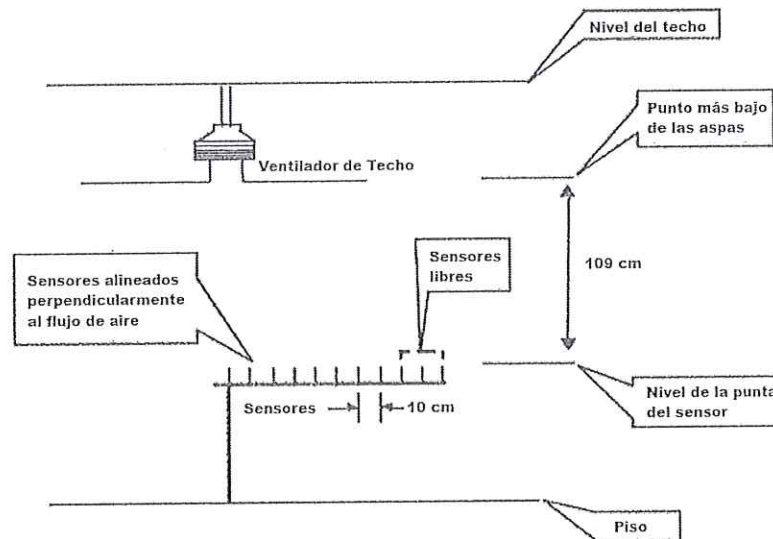 Nivel del techo
Punto más bajo
de las aspas
Ventilador de Techo
Sensores
libres
109 cm
Sensores alineados
perpendicularmente
al flujo de aire
Sensores
10 cm
Nivel de la punta
del sensor
Piso